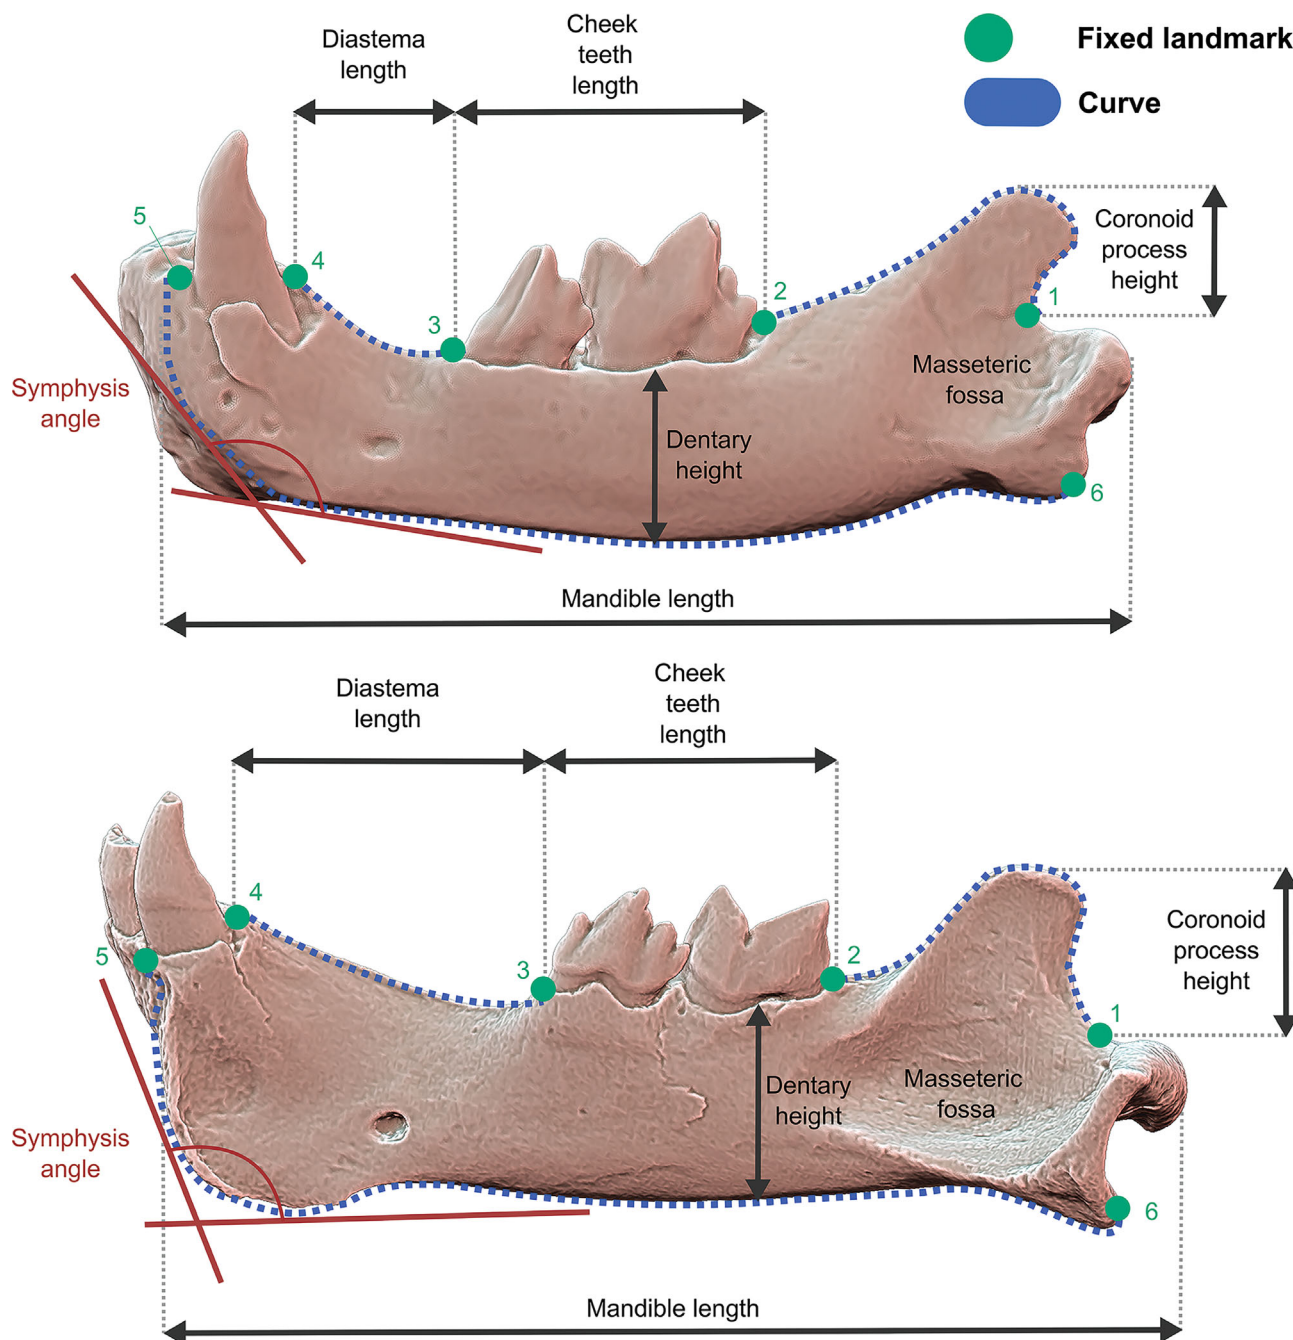 Diastema
length
Cheek
teeth
length
Fixed landmark
Curve
5
4
3
2
1
Coronoid
process
height
Masseteric
fossa
Symphysis
angle
Dentary
height
6
Mandible length
Diastema
length
Cheek
teeth
length
4
5
3
2
1
Coronoid
process
height
Dentary
height
Masseteric
fossa
Symphysis
angle
6
Mandible length